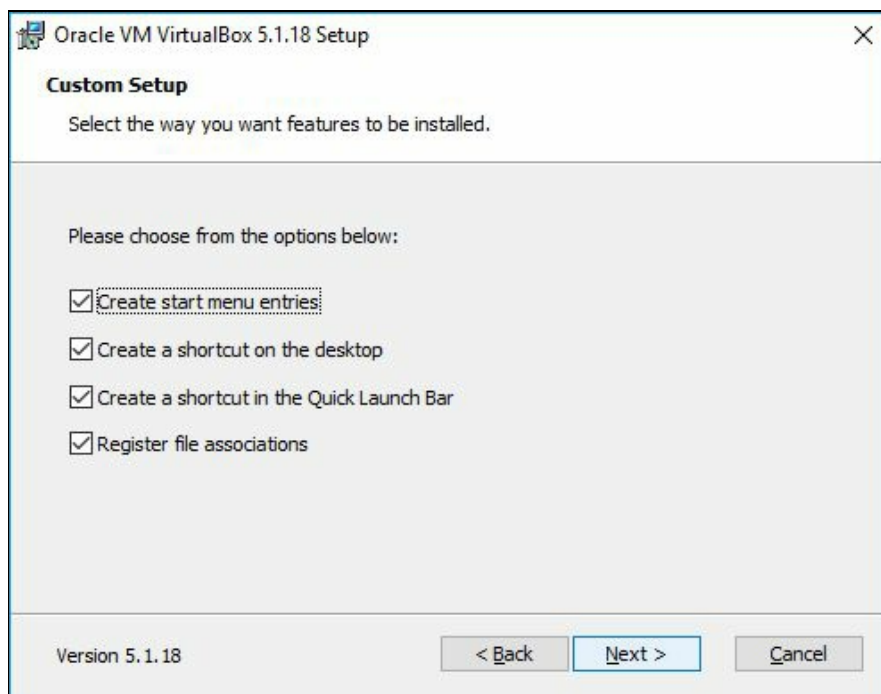 Oracle VM VirtualBox 5.1.18 Setup
Custom Setup
Select the way you want features to be installed.
Please choose from the options below:
Create start menu entries
Create a shortcut on the desktop
Create a shortcut in the Quick Launch Bar
Register file associations
Version 5.1.18
< Back
Next >
Cancel